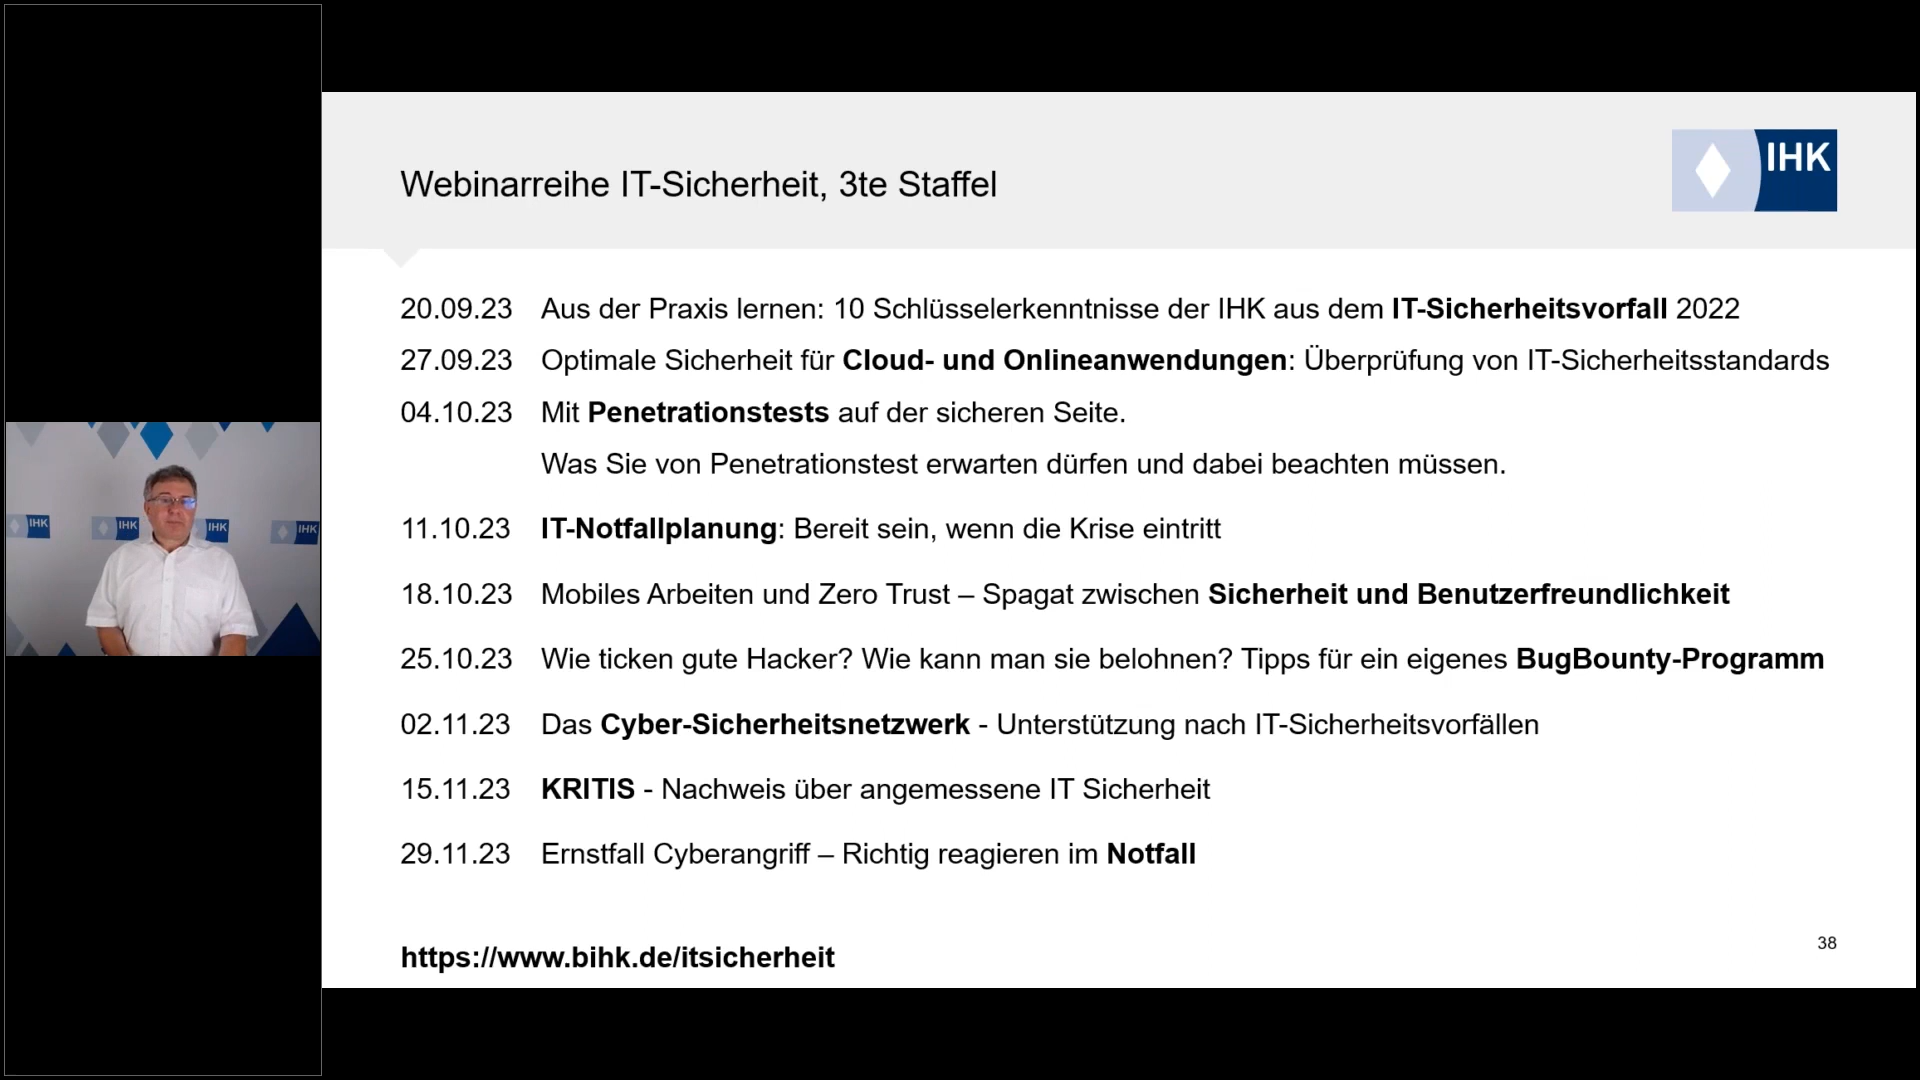 Webinarreihe IT-Sicherheit, 3te Staffel
IHK
20.09.23 Aus der Praxis lernen: 10 Schlüsselerkenntnisse der IHK aus dem IT-Sicherheitsvorfall 2022
27.09.23 Optimale Sicherheit für Cloud- und Onlineanwendungen: Überprüfung von IT-Sicherheitsstandards
04.10.23 Mit Penetrationstests auf der sicheren Seite.
Was Sie von Penetrationstest erwarten dürfen und dabei beachten müssen.
11.10.23 IT-Notfallplanung: Bereit sein, wenn die Krise eintritt
18.10.23 Mobiles Arbeiten und Zero Trust – Spagat zwischen Sicherheit und Benutzerfreundlichkeit
25.10.23 Wie ticken gute Hacker? Wie kann man sie belohnen? Tipps für ein eigenes BugBounty-Programm
02.11.23 Das Cyber-Sicherheitsnetzwerk - Unterstützung nach IT-Sicherheitsvorfällen
15.11.23 KRITIS - Nachweis über angemessene IT Sicherheit
29.11.23 Ernstfall Cyberangriff – Richtig reagieren im Notfall
https://www.bihk.de/itsicherheit
38
IHK
IHK
IHK
IHK